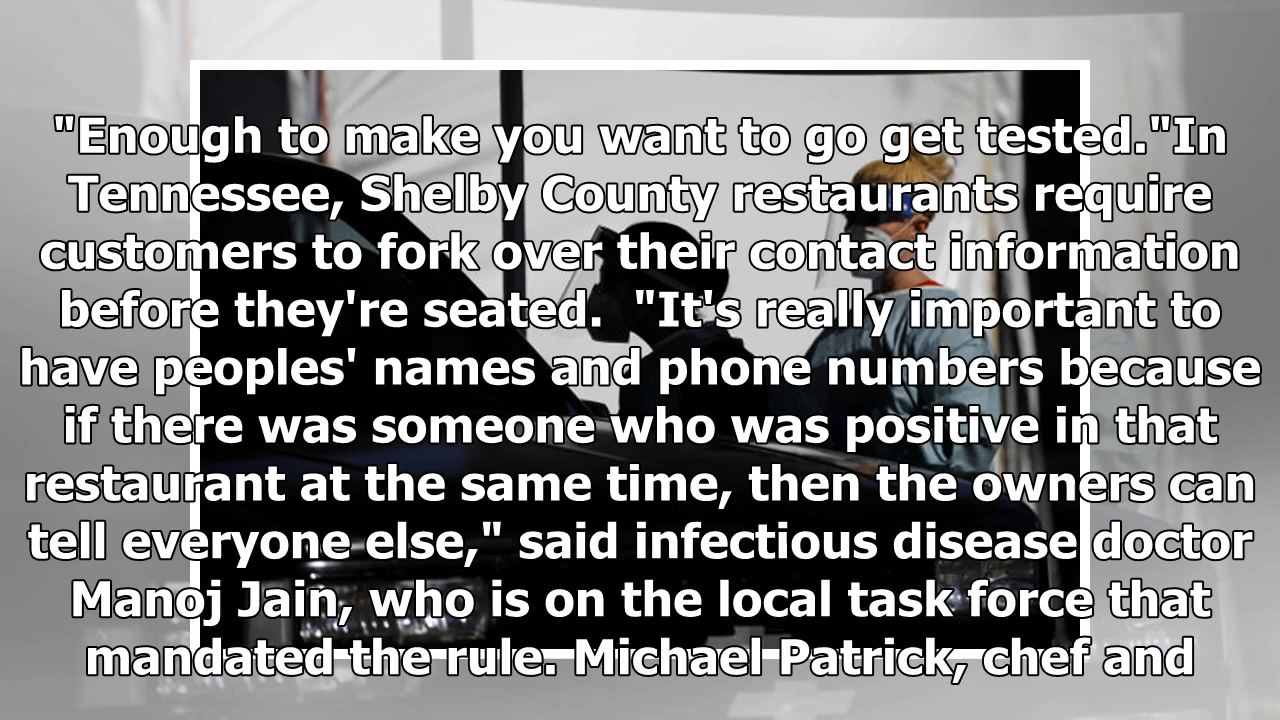 "Enough to make you want to go get tested."In
Tennessee, Shelby County restaurants require
customers to fork over their contact information
before they're seated.  "It's really important to
have peoples' names and phone numbers because
if there was someone who was positive in that
restaurant at the same time, then the owners can
tell everyone else," said infectious disease doctor
Manoj Jain, who is on the local task force that
mandated the rule. Michael Patrick, chef and